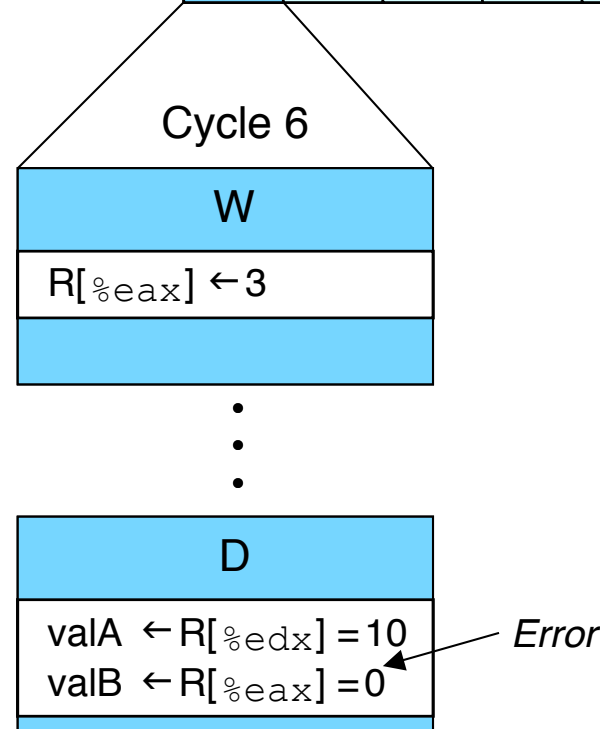 Cycle 6
W
R[%eax] ←3
D
valA ←R[%edx] =10
valB ←R[%eax] =0
Error